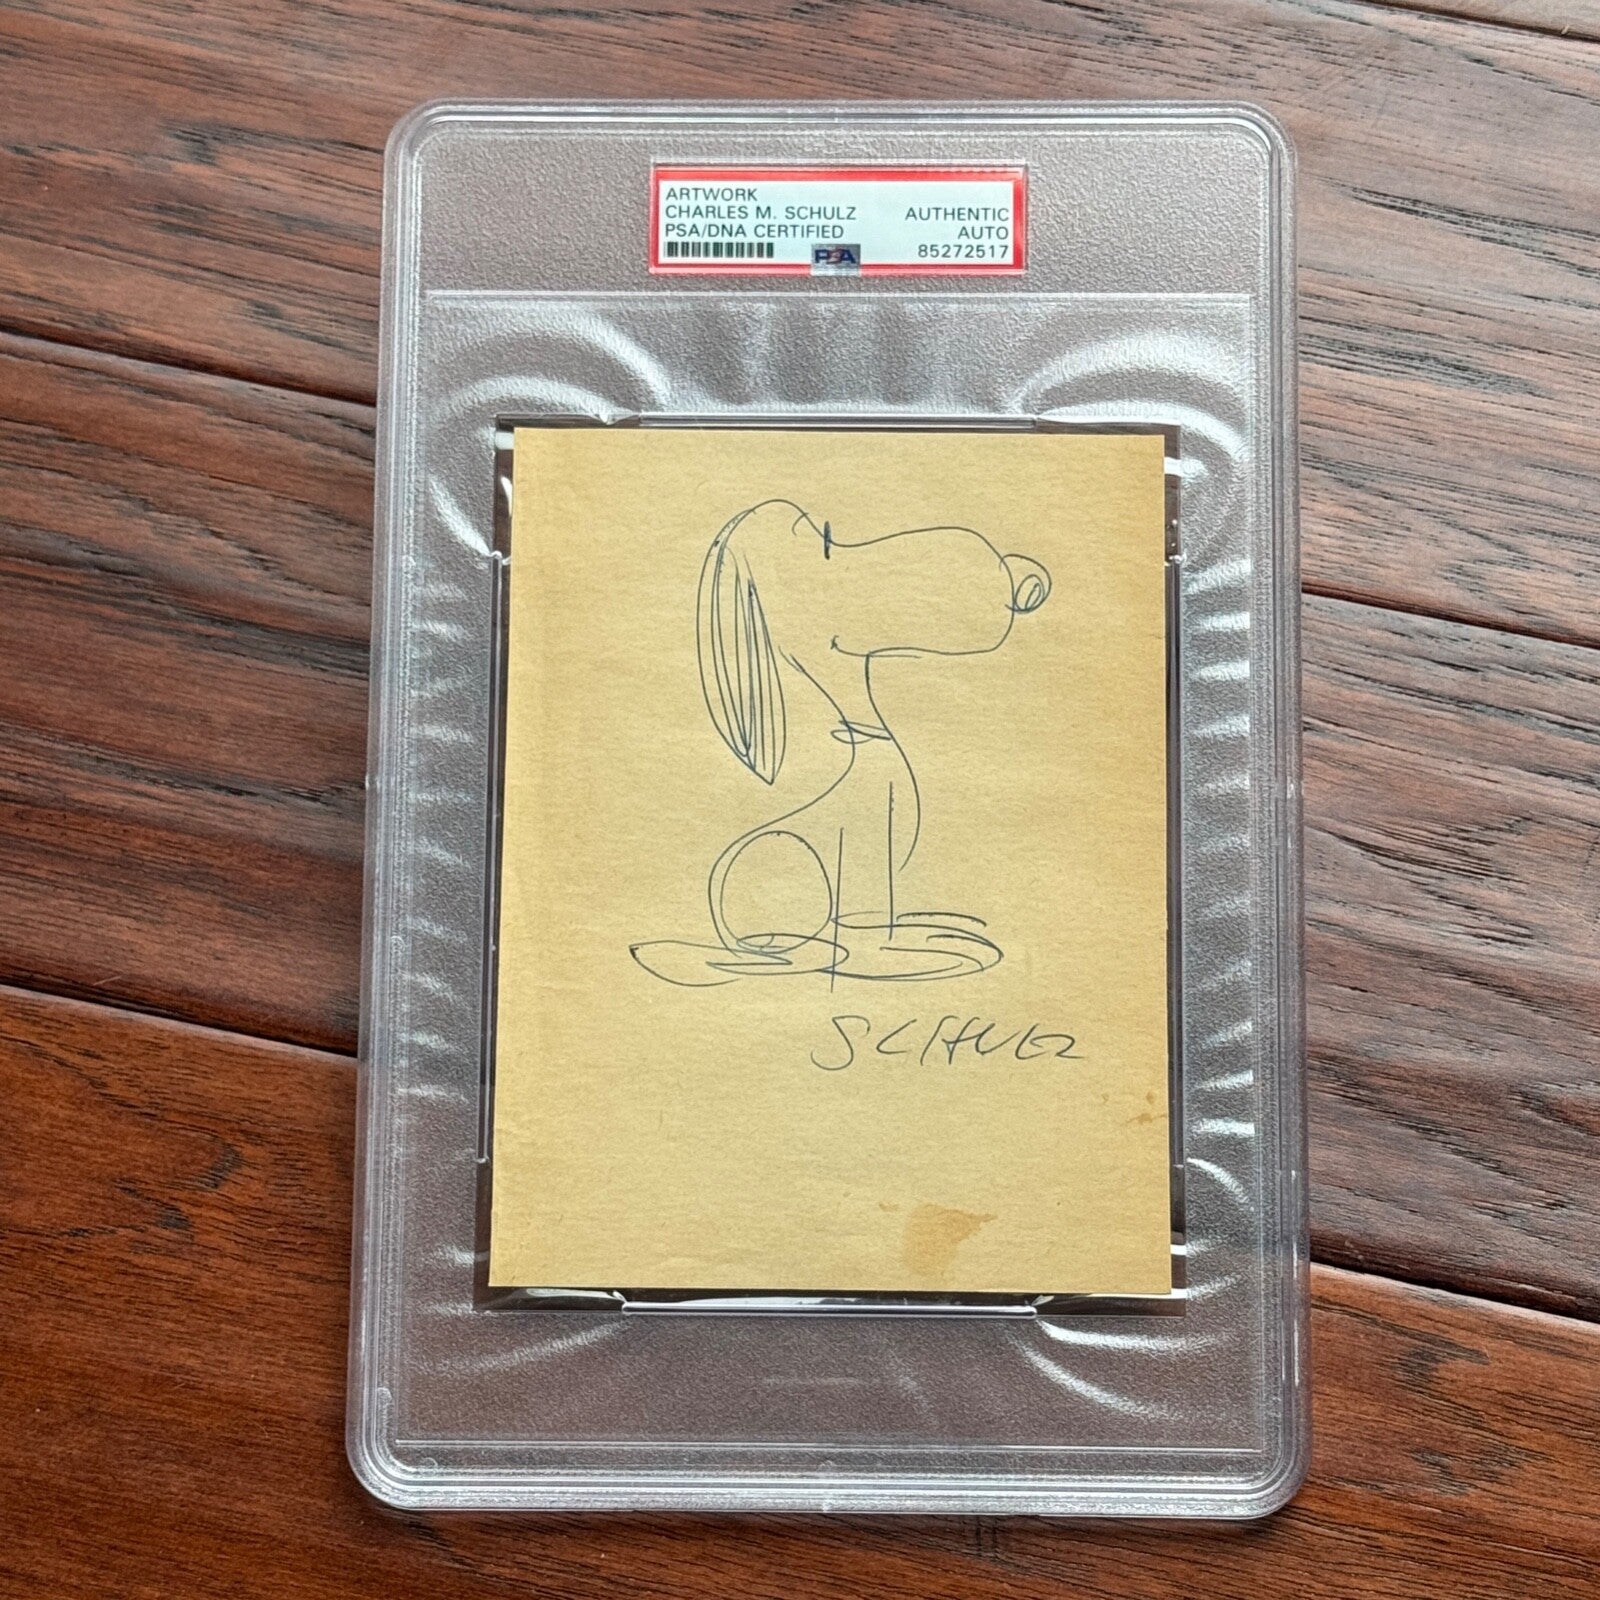 ARTWORK
CHARLES M. SCHULZ AUTHENTIC
PSA/DNA CERTIFIED AUTO
PSA 85272517
SCHULZ